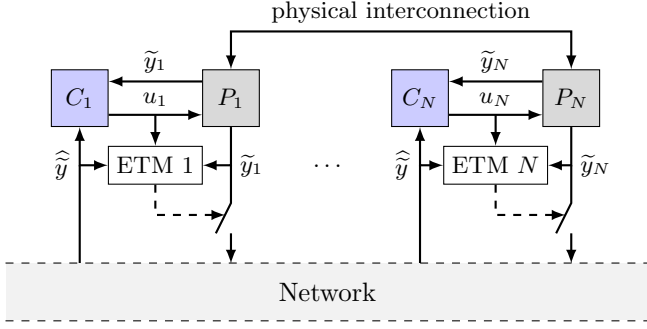 physical interconnection
ỹ₁ ỹ_N
C₁ P₁ C_N P_N
u₁ u_N
ŷ̃ ETM 1 ỹ₁ ... ŷ̃ ETM N ỹ_N
Network